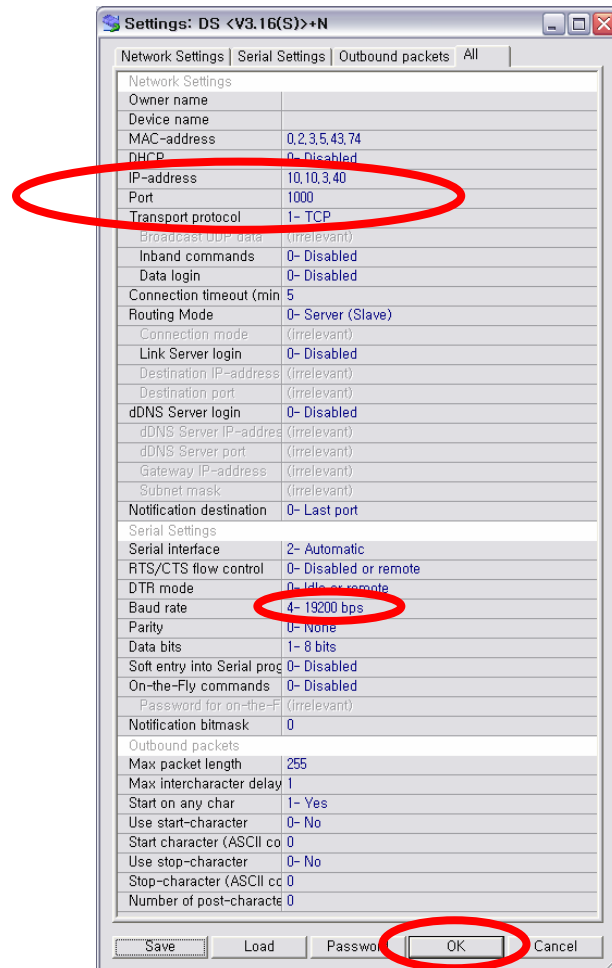 Settings: DS <V3.16(S)>+N
Network Settings Serial Settings Outbound packets All
Network Settings
Owner name
Device name
MAC-address 0,2,3,5,43,74
DHCP 0- Disabled
IP-address 10,10,3,40
Port 1000
Transport protocol 1- TCP
Broadcast UDP data (irrelevant)
Inband commands 0- Disabled
Data login 0- Disabled
Connection timeout (min 5
Routing Mode 0- Server (Slave)
Connection mode (irrelevant)
Link Server login 0- Disabled
Destination IP-address (irrelevant)
Destination port (irrelevant)
dDNS Server login 0- Disabled
dDNS Server IP-addres (irrelevant)
dDNS Server port (irrelevant)
Gateway IP-address (irrelevant)
Subnet mask (irrelevant)
Notification destination 0- Last port
Serial Settings
Serial interface 2- Automatic
RTS/CTS flow control 0- Disabled or remote
DTR mode 0- Idle or remote
Baud rate 4- 19200 bps
Parity 0- None
Data bits 1- 8 bits
Soft entry into Serial prog 0- Disabled
On-the-Fly commands 0- Disabled
Password for on-the-F (irrelevant)
Notification bitmask 0
Outbound packets
Max packet length 255
Max intercharacter delay 1
Start on any char 1- Yes
Use start-character 0- No
Start character (ASCII co 0
Use stop-character 0- No
Stop-character (ASCII cc 0
Number of post-characte 0
Save Load Password OK Cancel